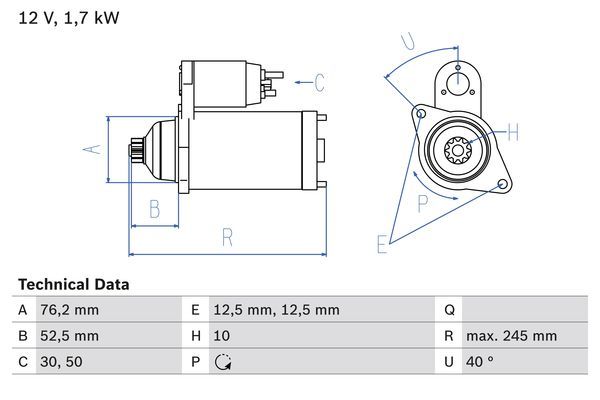 12 V, 1,7 kW
U
C
A
H
B
P
R
E
Technical Data
A 76,2 mm E 12,5 mm, 12,5 mm Q
B 52,5 mm H 10 R max. 245 mm
C 30, 50 P U 40 °